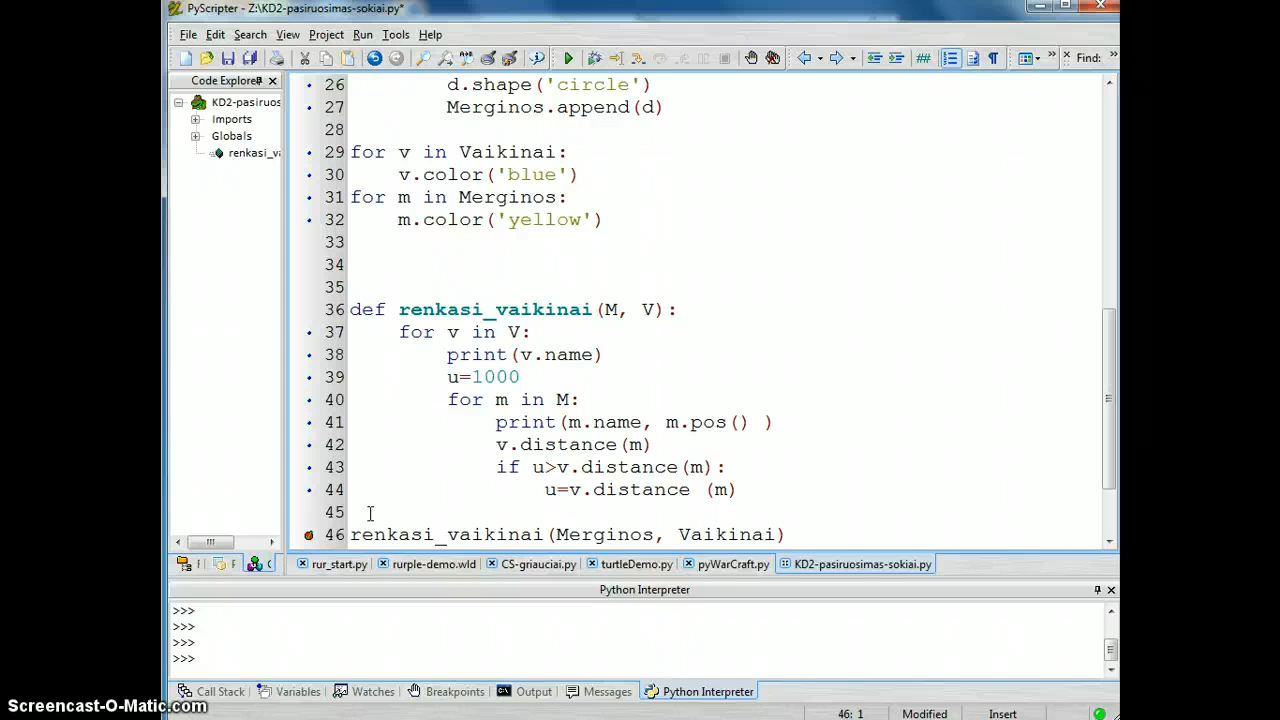 PyScripter - Z:\KD2-pasiruosimas-sokiai.py*
File Edit Search View Project Run Tools Help
Find:
Code Explore
KD2-pasiruos
Imports
Globals
renkasi_va
26 d.shape('circle')
27 Merginos.append(d)
28
29 for v in Vaikinai:
30 v.color('blue')
31 for m in Merginos:
32 m.color('yellow')
33
34
35
36 def renkasi_vaikinai(M, V):
37 for v in V:
38 print(v.name)
39 u=1000
40 for m in M:
41 print(m.name, m.pos() )
42 v.distance(m)
43 if u>v.distance(m):
44 u=v.distance (m)
45
46 renkasi_vaikinai(Merginos, Vaikinai)
rur_start.py rurple-demo.wld CS-griauciai.py turtleDemo.py pyWarCraft.py KD2-pasiruosimas-sokiai.py
Python Interpreter
>>>
>>>
>>>
>>>
Call Stack Variables Watches Breakpoints Output Messages Python Interpreter
46: 1 Modified Insert
Screencast-O-Matic.com